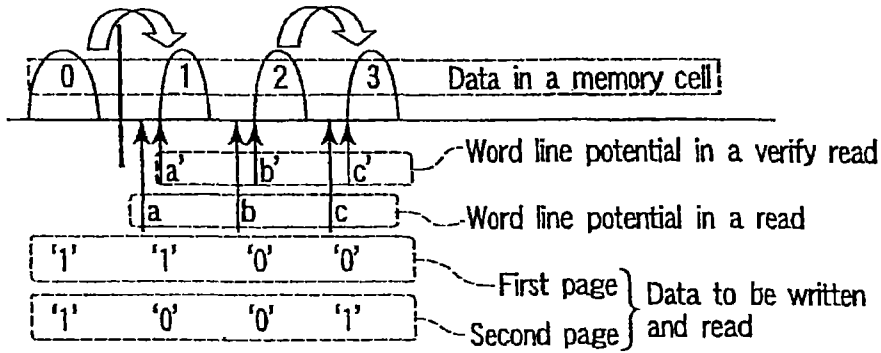 0 1 2 3 Data in a memory cell
a' b' c' Word line potential in a verify read
a b c Word line potential in a read
'1' '1' '0' '0' First page
'1' '0' '0' '1' Second page
Data to be written
and read